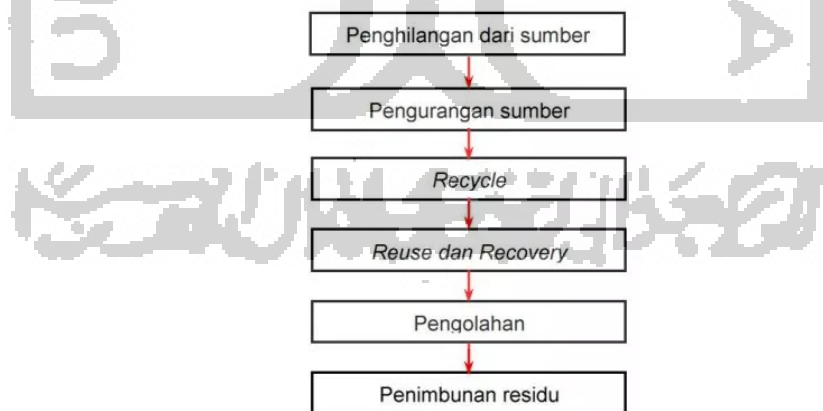 Penghilangan dari sumber
Pengurangan sumber
Recycle
Reuse dan Recovery
Pengolahan
Penimbunan residu